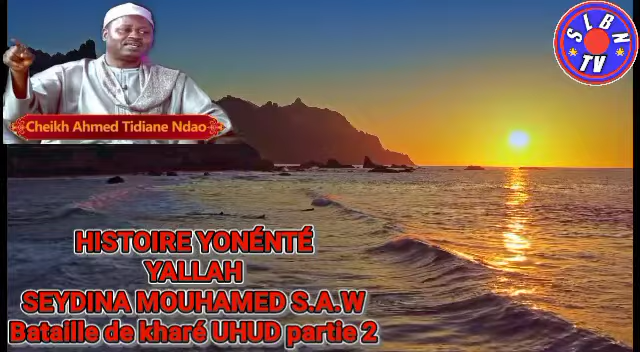 SLBN
TV
Cheikh Ahmed Tidiane Ndao
HISTOIRE YONÉNTÉ
YALLAH
SEYDINA MOUHAMED S.A.W
Bataille de kharé UHUD partie 2